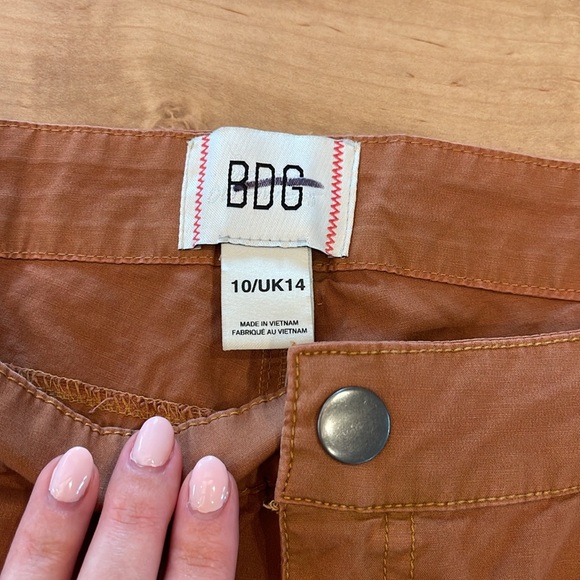 BDG
10/UK14
MADE IN VIETNAM
FABRIQUÉ AU VIETNAM